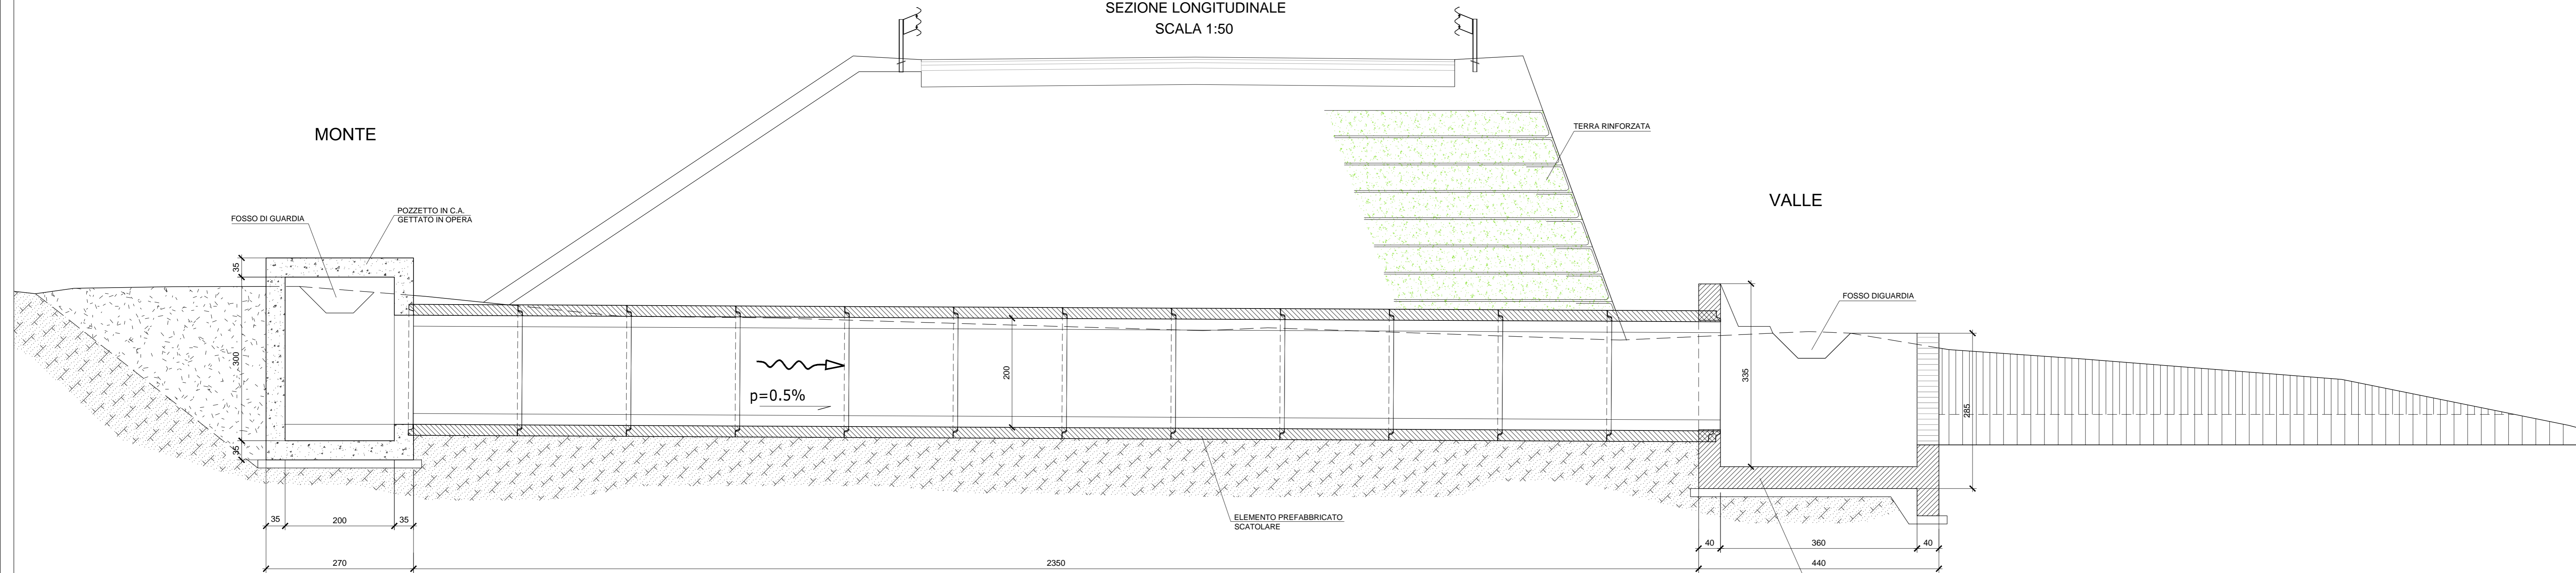 SEZIONE LONGITUDINALE
SCALA 1:50
MONTE
TERRA RINFORZATA
VALLE
POZZETTO IN C.A.
GETTATO IN OPERA
FOSSO DI GUARDIA
FOSSO DIGUARDIA
35
300
35
200
335
285
p=0.5%
ELEMENTO PREFABBRICATO
SCATOLARE
35
200
35
40
360
40
270
2350
440